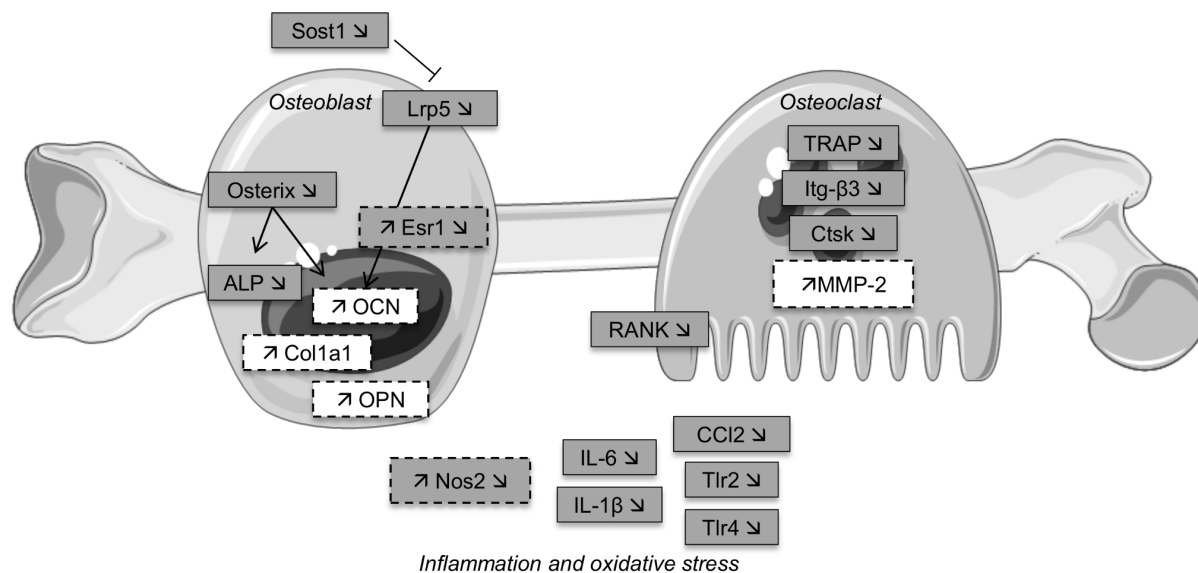 Sost1 ↘
Osteoblast
Lrp5 ↘
Osteoclast
TRAP ↘
Osterix ↘
Itg-β3 ↘
↗ Esr1 ↘
Ctsk ↘
ALP ↘
↗MMP-2
↗ OCN
RANK ↘
↗ Col1a1
↗ OPN
CCl2 ↘
IL-6 ↘
↗ Nos2 ↘
Tlr2 ↘
IL-1β ↘
Tlr4 ↘
Inflammation and oxidative stress